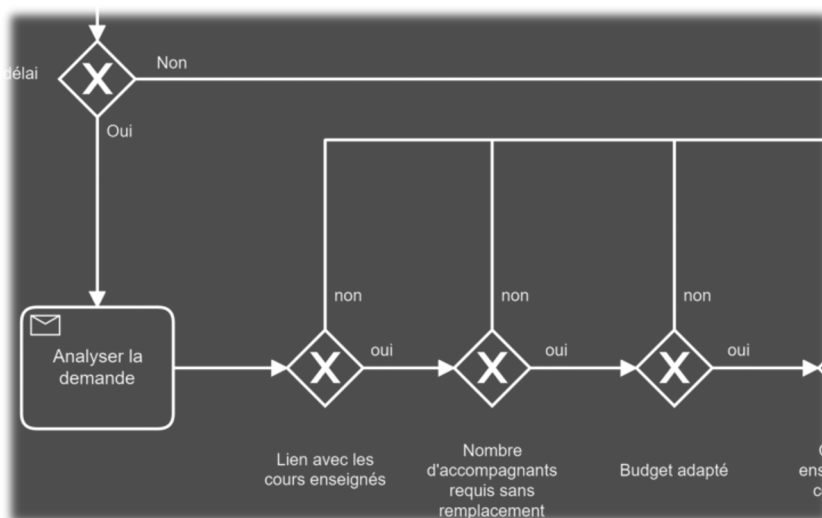 Non
délai
Oui
non
non
non
oui
oui
oui
Analyser la
demande
Lien avec les
cours enseignés
Nombre
d'accompagnants
requis sans
remplacement
Budget adapté